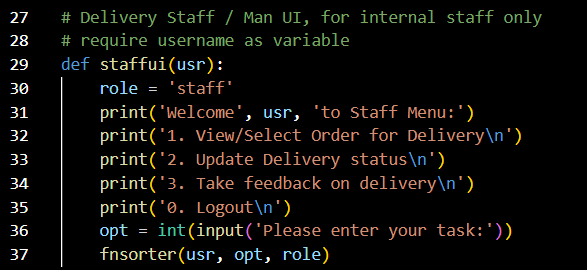 27 # Delivery Staff / Man UI, for internal staff only
28 # require username as variable
29 def staffui(usr):
30     role = 'staff'
31     print('Welcome', usr, 'to Staff Menu:')
32     print('1. View/Select Order for Delivery\n')
33     print('2. Update Delivery status\n')
34     print('3. Take feedback on delivery\n')
35     print('0. Logout\n')
36     opt = int(input('Please enter your task:'))
37     fnsorter(usr, opt, role)